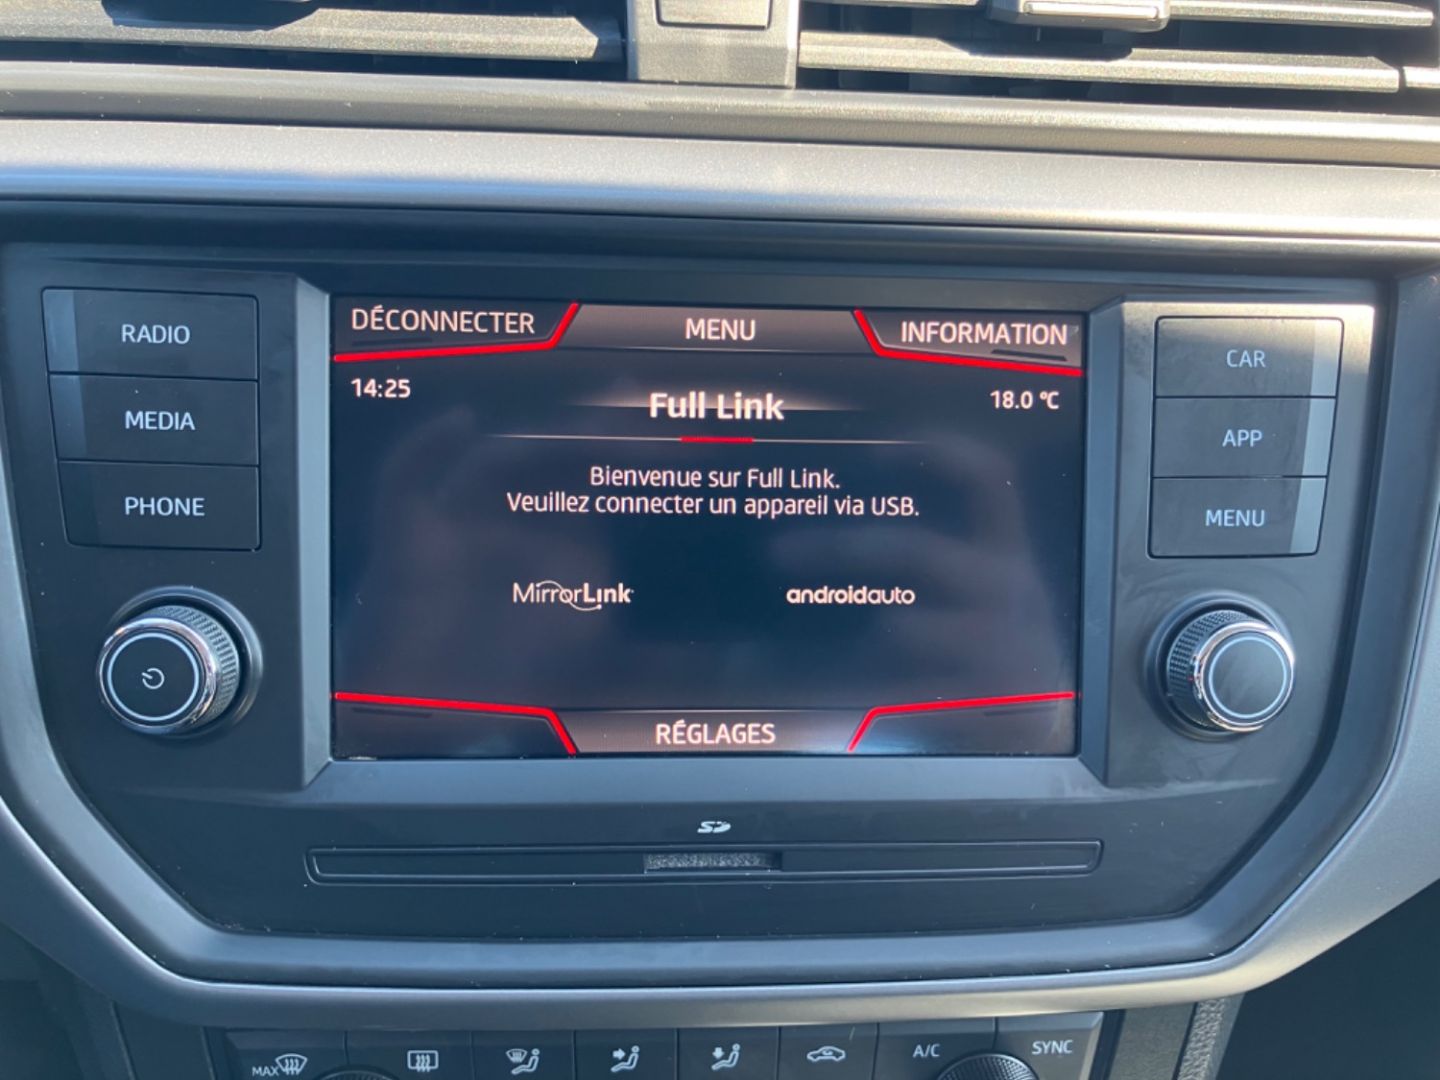 DÉCONNECTER
MENU
INFORMATION
14:25
Full Link
18.0 °C
Bienvenue sur Full Link.
Veuillez connecter un appareil via USB.
MirrorLink
androidauto
RÉGLAGES
RADIO
MEDIA
PHONE
CAR
APP
MENU
SD
MAX
A/C
SYNC